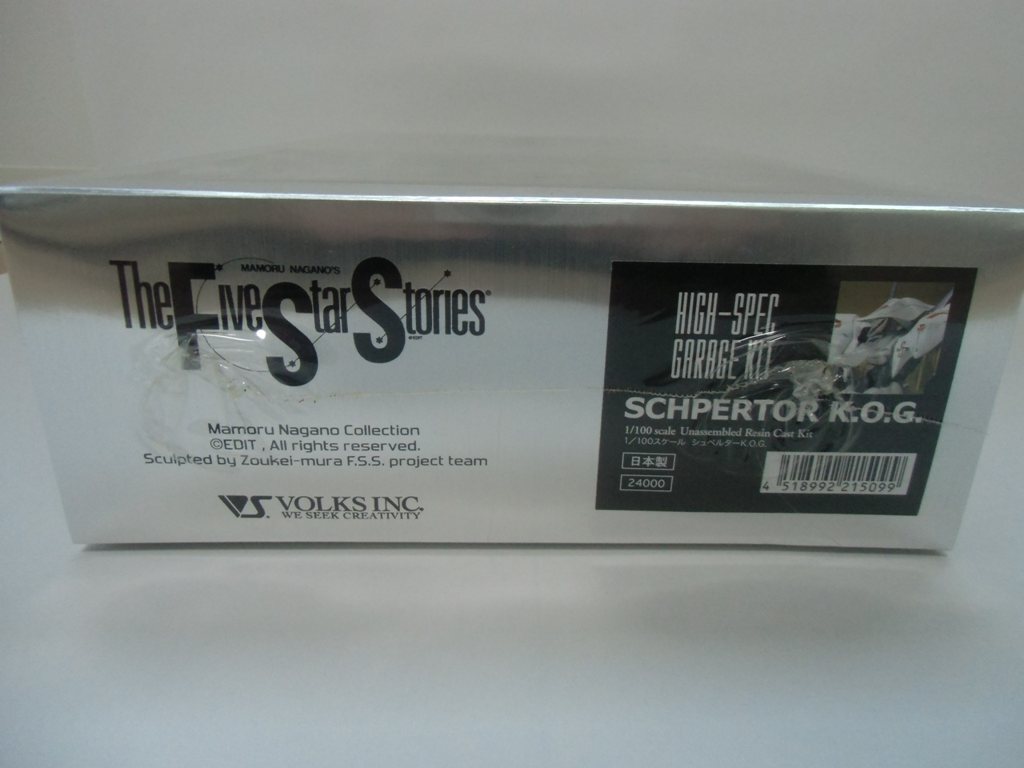 MAMORU NAGANO'S
The Five Star Stories
Mamoru Nagano Collection
©EDIT , All rights reserved.
Sculpted by Zoukei-mura F.S.S. project team
VS VOLKS INC.
WE SEEK CREATIVITY
HIGH-SPEC
GARAGE KIT
SCHPERTOR K.O.G.
1/100 scale Unassembled Resin Cast Kit
1/100スケール シュペルターK.O.G.
日本製
24000
4 518992 215099